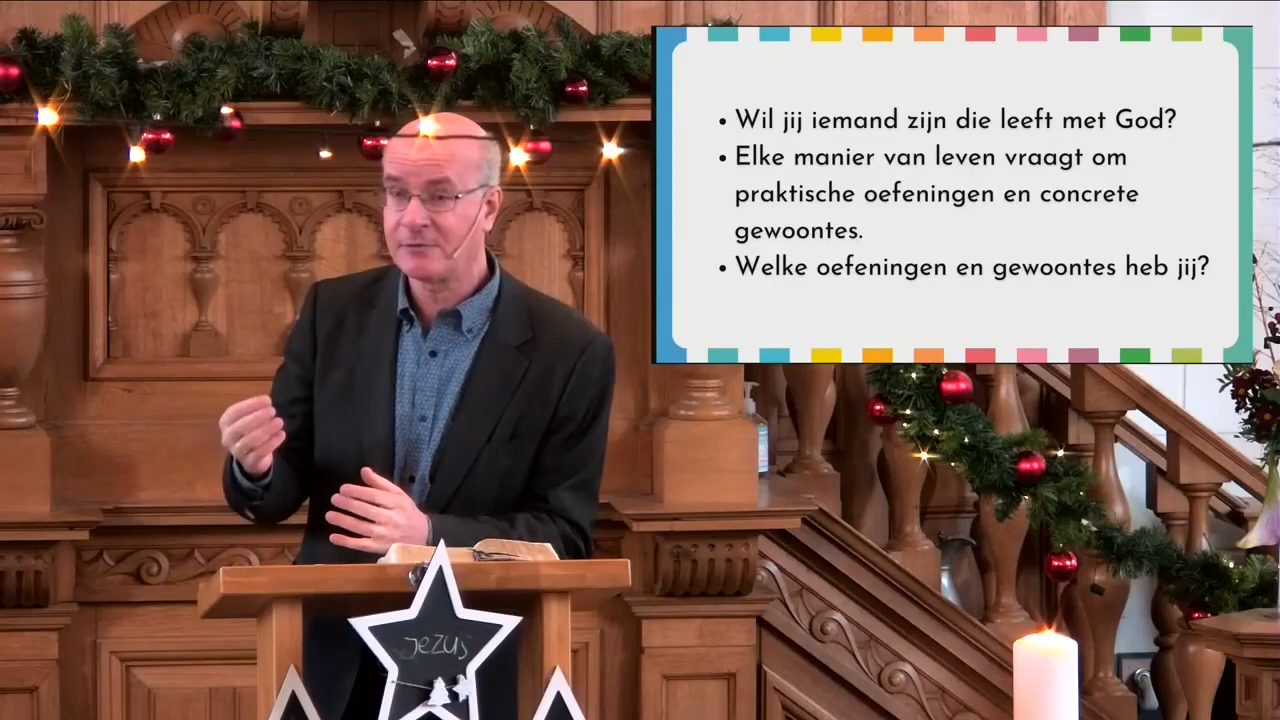 • Wil jij iemand zijn die leeft met God?
• Elke manier van leven vraagt om
praktische oefeningen en concrete
gewoontes.
• Welke oefeningen en gewoontes heb jij?
Jezus